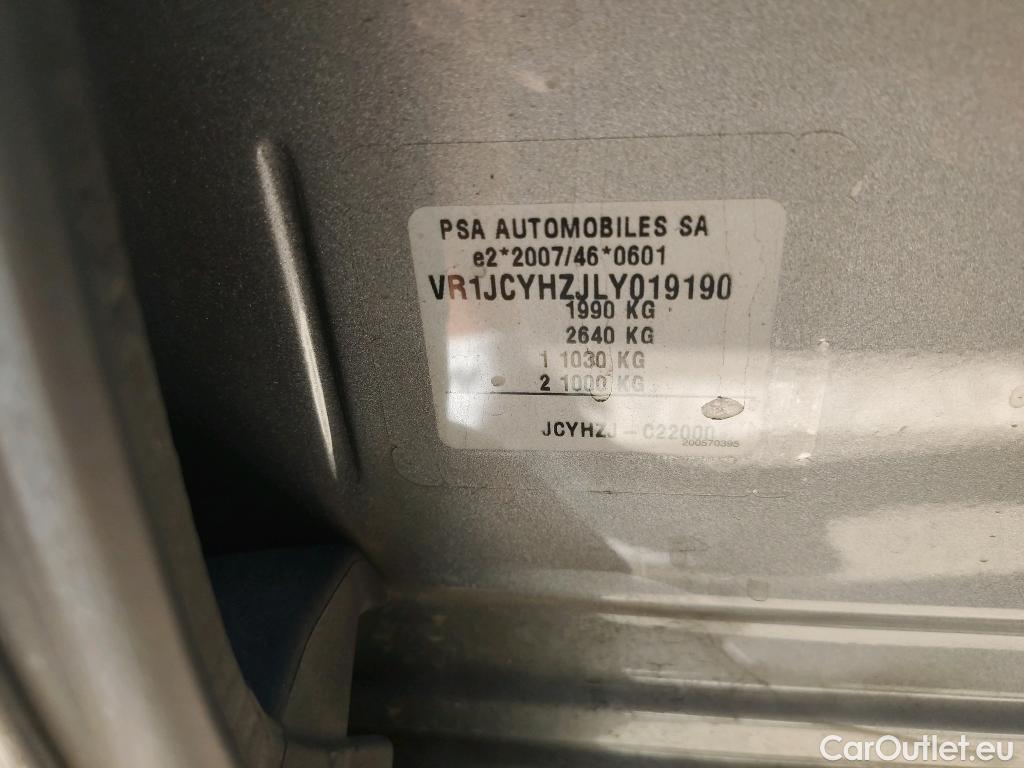 PSA AUTOMOBILES SA
e2*2007/46*0601
VR1JCYHZJLY019190
1990 KG
2640 KG
1 1030 KG
2 1000 KG
JCYHZJ - C22000
200570395
CarOutlet.eu